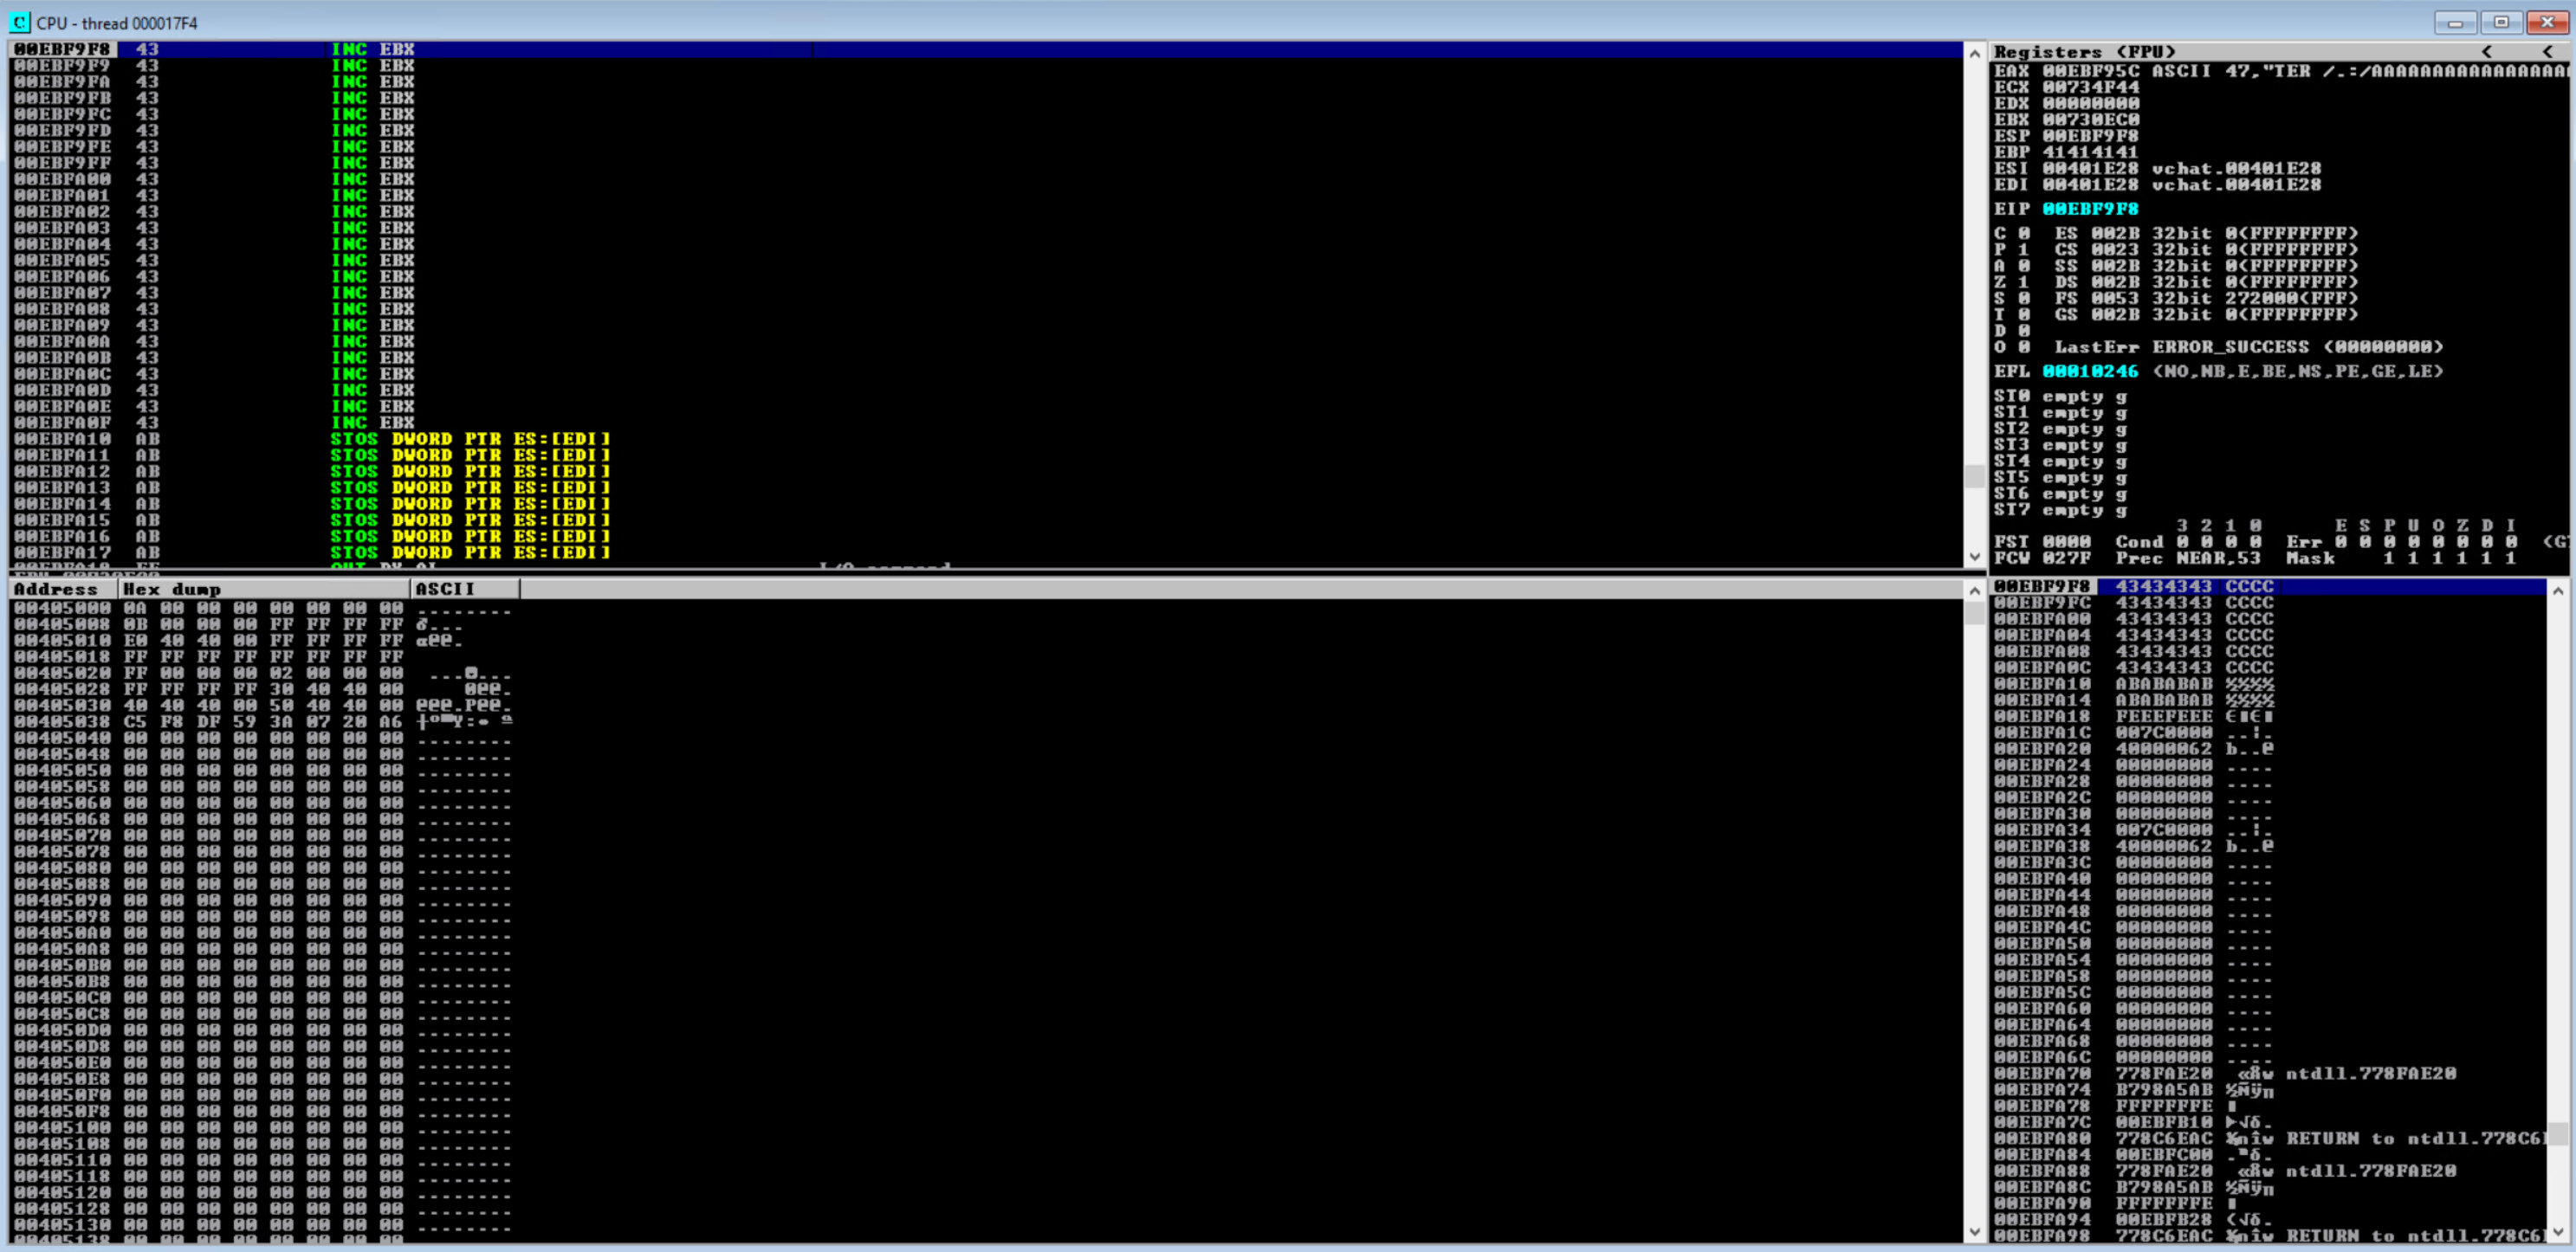 CPU - thread 000017F4
00EBF9F8 43 INC EBX
00EBF9F9 43 INC EBX
00EBF9FA 43 INC EBX
00EBF9FB 43 INC EBX
00EBF9FC 43 INC EBX
00EBF9FD 43 INC EBX
00EBF9FE 43 INC EBX
00EBF9FF 43 INC EBX
00EBFA00 43 INC EBX
00EBFA01 43 INC EBX
00EBFA02 43 INC EBX
00EBFA03 43 INC EBX
00EBFA04 43 INC EBX
00EBFA05 43 INC EBX
00EBFA06 43 INC EBX
00EBFA07 43 INC EBX
00EBFA08 43 INC EBX
00EBFA09 43 INC EBX
00EBFA0A 43 INC EBX
00EBFA0B 43 INC EBX
00EBFA0C 43 INC EBX
00EBFA0D 43 INC EBX
00EBFA0E 43 INC EBX
00EBFA0F 43 INC EBX
00EBFA10 AB STOS DWORD PTR ES:[EDI]
00EBFA11 AB STOS DWORD PTR ES:[EDI]
00EBFA12 AB STOS DWORD PTR ES:[EDI]
00EBFA13 AB STOS DWORD PTR ES:[EDI]
00EBFA14 AB STOS DWORD PTR ES:[EDI]
00EBFA15 AB STOS DWORD PTR ES:[EDI]
00EBFA16 AB STOS DWORD PTR ES:[EDI]
00EBFA17 AB STOS DWORD PTR ES:[EDI]
Registers (FPU) < <
EAX 00EBF95C ASCII 47,"TER /.:/AAAAAAAAAAAAAAAA
ECX 00734F44
EDX 00000000
EBX 00730EC0
ESP 00EBF9F8
EBP 41414141
ESI 00401E28 vchat.00401E28
EDI 00401E28 vchat.00401E28
EIP 00EBF9F8
C 0 ES 002B 32bit 0(FFFFFFFF)
P 1 CS 0023 32bit 0(FFFFFFFF)
A 0 SS 002B 32bit 0(FFFFFFFF)
Z 1 DS 002B 32bit 0(FFFFFFFF)
S 0 FS 0053 32bit 272000(FFF)
T 0 GS 002B 32bit 0(FFFFFFFF)
D 0
O 0 LastErr ERROR_SUCCESS (00000000)
EFL 00010246 (NO,NB,E,BE,NS,PE,GE,LE)
ST0 empty g
ST1 empty g
ST2 empty g
ST3 empty g
ST4 empty g
ST5 empty g
ST6 empty g
ST7 empty g
3 2 1 0 E S P U O Z D I
FST 0000 Cond 0 0 0 0 Err 0 0 0 0 0 0 0 0 (GT
FCW 027F Prec NEAR,53 Mask 1 1 1 1 1 1
Address Hex dump ASCII
00405000 0A 00 00 00 00 00 00 00 ........
00405008 0B 00 00 00 FF FF FF FF
00405010 E0 40 40 00 FF FF FF FF α@@.
00405018 FF FF FF FF FF FF FF FF
00405020 FF 00 00 00 02 00 00 00
00405028 FF FF FF FF 30 40 40 00 0@@.
00405030 40 40 40 00 50 40 40 00 @@@.P@@.
00405038 C5 F8 DF 59 3A 07 20 A6
00405040 00 00 00 00 00 00 00 00 ........
00405048 00 00 00 00 00 00 00 00 ........
00405050 00 00 00 00 00 00 00 00 ........
00405058 00 00 00 00 00 00 00 00 ........
00405060 00 00 00 00 00 00 00 00 ........
00405068 00 00 00 00 00 00 00 00 ........
00405070 00 00 00 00 00 00 00 00 ........
00405078 00 00 00 00 00 00 00 00 ........
00405080 00 00 00 00 00 00 00 00 ........
00405088 00 00 00 00 00 00 00 00 ........
00405090 00 00 00 00 00 00 00 00 ........
00405098 00 00 00 00 00 00 00 00 ........
004050A0 00 00 00 00 00 00 00 00 ........
004050A8 00 00 00 00 00 00 00 00 ........
004050B0 00 00 00 00 00 00 00 00 ........
004050B8 00 00 00 00 00 00 00 00 ........
004050C0 00 00 00 00 00 00 00 00 ........
004050C8 00 00 00 00 00 00 00 00 ........
004050D0 00 00 00 00 00 00 00 00 ........
004050D8 00 00 00 00 00 00 00 00 ........
004050E0 00 00 00 00 00 00 00 00 ........
004050E8 00 00 00 00 00 00 00 00 ........
004050F0 00 00 00 00 00 00 00 00 ........
004050F8 00 00 00 00 00 00 00 00 ........
00405100 00 00 00 00 00 00 00 00 ........
00405108 00 00 00 00 00 00 00 00 ........
00405110 00 00 00 00 00 00 00 00 ........
00405118 00 00 00 00 00 00 00 00 ........
00405120 00 00 00 00 00 00 00 00 ........
00405128 00 00 00 00 00 00 00 00 ........
00405130 00 00 00 00 00 00 00 00 ........
00405138 00 00 00 00 00 00 00 00
00EBF9F8 43434343 CCCC
00EBF9FC 43434343 CCCC
00EBFA00 43434343 CCCC
00EBFA04 43434343 CCCC
00EBFA08 43434343 CCCC
00EBFA0C 43434343 CCCC
00EBFA10 ABABABAB ½½½½
00EBFA14 ABABABAB ½½½½
00EBFA18 FEEEFEEE
00EBFA1C 007C0000 ..¦.
00EBFA20 40000062 b..@
00EBFA24 00000000 ....
00EBFA28 00000000 ....
00EBFA2C 00000000 ....
00EBFA30 00000000 ....
00EBFA34 007C0000 ..¦.
00EBFA38 40000062 b..@
00EBFA3C 00000000 ....
00EBFA40 00000000 ....
00EBFA44 00000000 ....
00EBFA48 00000000 ....
00EBFA4C 00000000 ....
00EBFA50 00000000 ....
00EBFA54 00000000 ....
00EBFA58 00000000 ....
00EBFA5C 00000000 ....
00EBFA60 00000000 ....
00EBFA64 00000000 ....
00EBFA68 00000000 ....
00EBFA6C 00000000 ....
00EBFA70 778FAE20 ntdll.778FAE20
00EBFA74 B798A5AB
00EBFA78 FFFFFFFE
00EBFA7C 00EBFB10
00EBFA80 778C6EAC RETURN to ntdll.778C6
00EBFA84 00EBFC00
00EBFA88 778FAE20 ntdll.778FAE20
00EBFA8C B798A5AB
00EBFA90 FFFFFFFE
00EBFA94 00EBFB28
00EBFA98 778C6EAC RETURN to ntdll.778C6